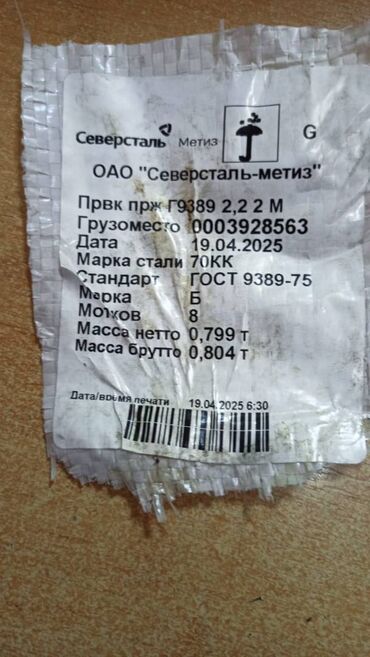 Северсталь Метиз G
ОАО "Северсталь-метиз"
Првк прж Г9389 2,2 2 М
Грузоместо 0003928563
Дата 19.04.2025
Марка стали 70КК
Стандарт ГОСТ 9389-75
Марка Б
Мотков 8
Масса нетто 0,799 т
Масса брутто 0,804 т
Дата/время печати 19.04.2025 6:30